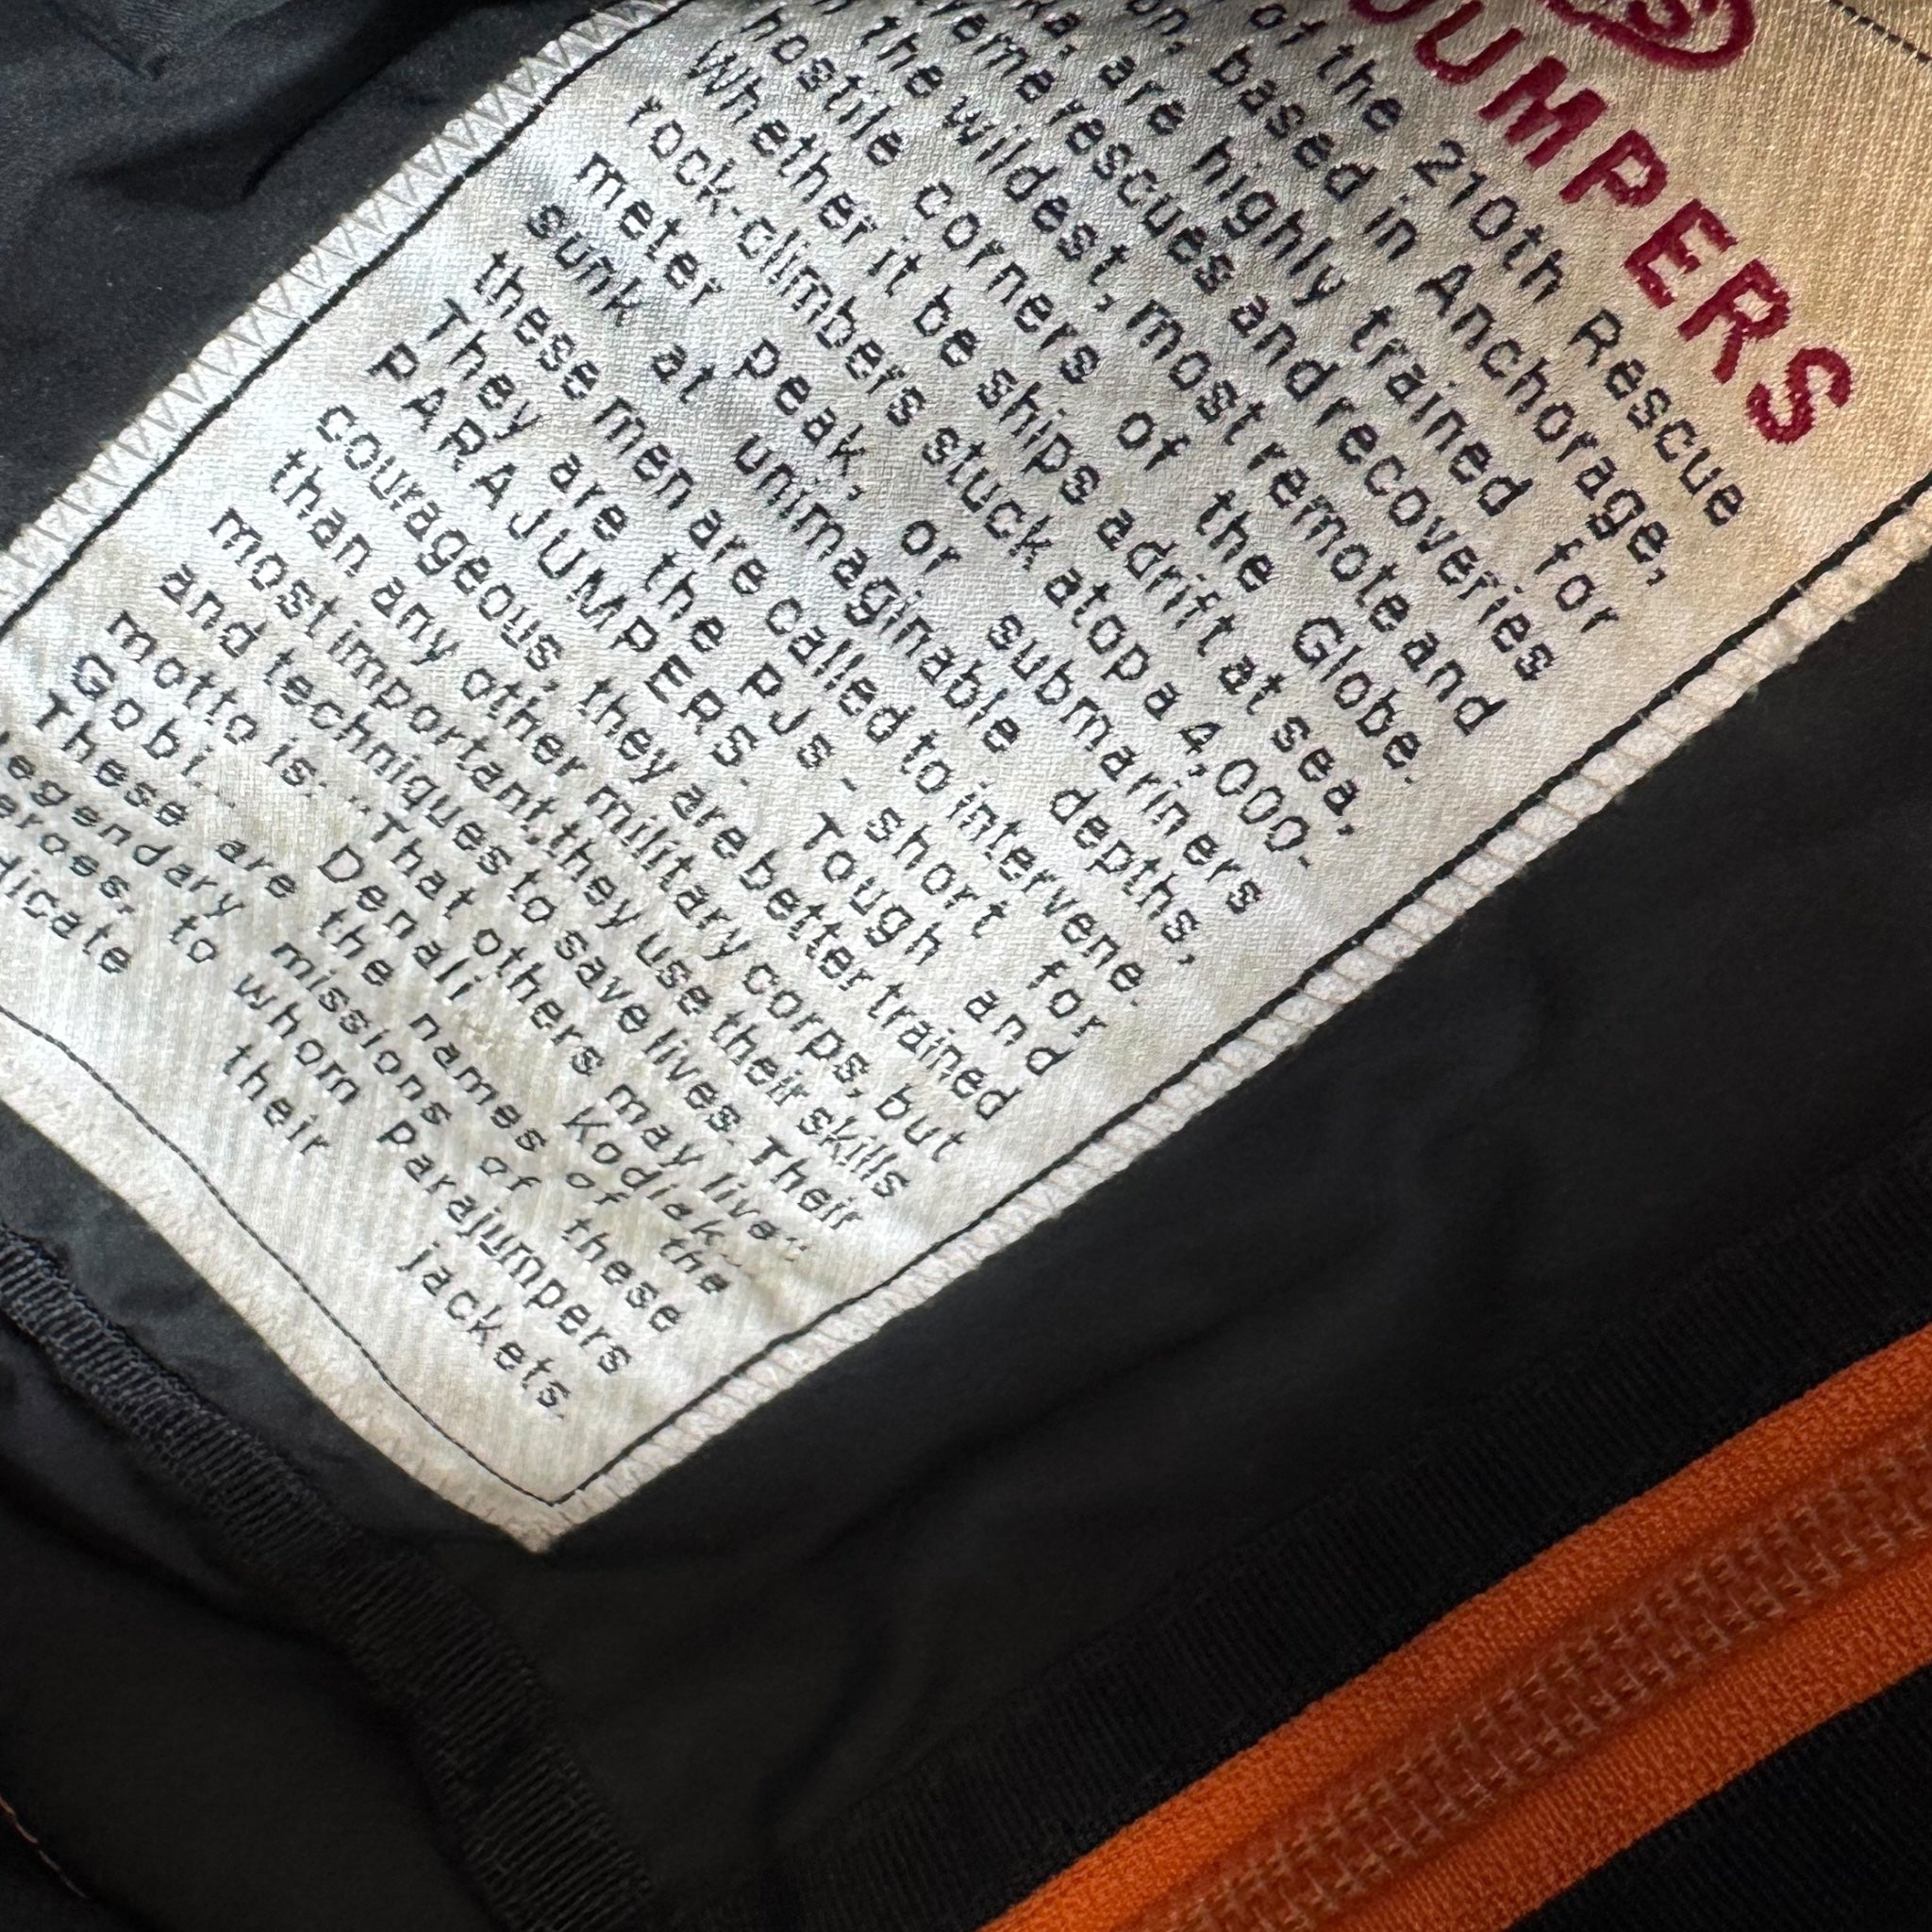 JUMPERS
of the 210th Rescue
based in Anchorage,
are highly trained for
rescues and recoveries
the wildest, most remote and
hostile corners of the Globe.
Whether it be ships adrift at sea,
rock-climbers stuck atop a 4,000-
meter peak, or submariners
sunk at unimaginable depths,
these men are called to intervene.
They are the PJs - short for
PARAJUMPERS. Tough and
courageous, they are better trained
than any other military corps, but
most important, they use their skills
and techniques to save lives. Their
motto is: "That others may live"
Gobi... Denali Kodiak...
These are the names of the
legendary missions of these
heroes, to whom Parajumpers
their jackets.